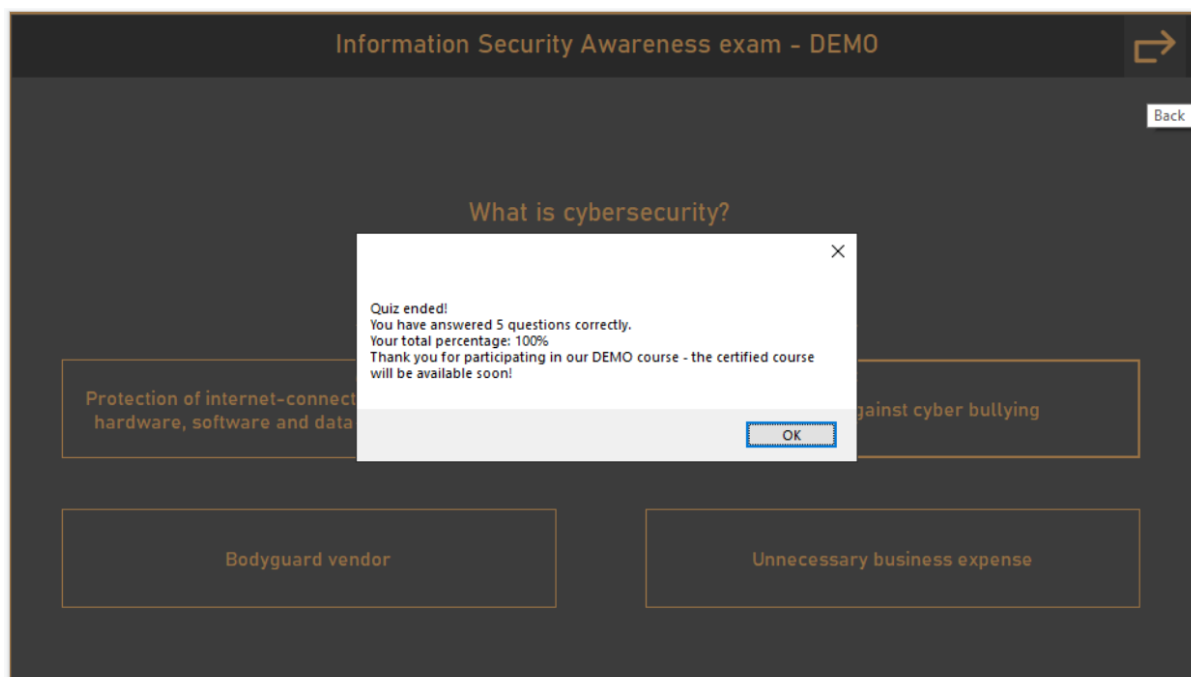 Information Security Awareness exam - DEMO
Back
What is cybersecurity?
Quiz ended!
You have answered 5 questions correctly.
Your total percentage: 100%
Thank you for participating in our DEMO course - the certified course
will be available soon!
OK
Protection of internet-connect
hardware, software and data
gainst cyber bullying
Bodyguard vendor
Unnecessary business expense